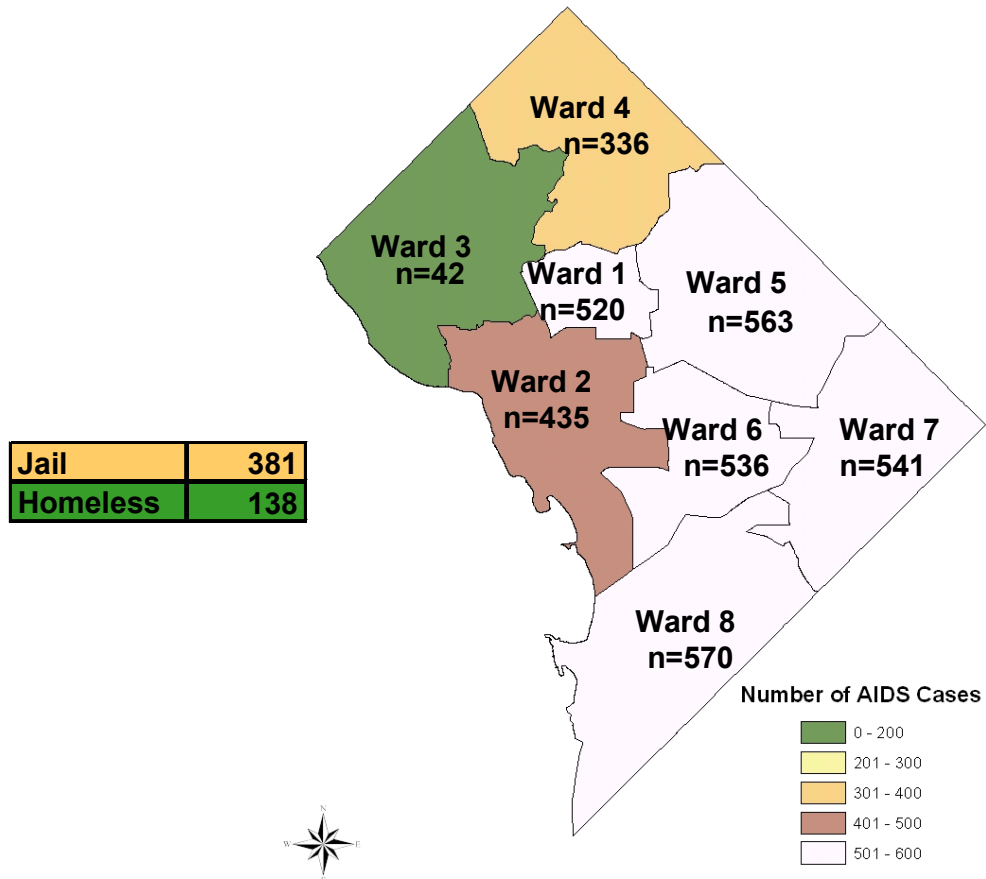 Ward 4
n=336
Ward 3
n=42
Ward 1
n=520
Ward 5
n=563
Ward 2
n=435
Ward 6
n=536
Ward 7
n=541
Jail 381
Homeless 138
Ward 8
n=570
Number of AIDS Cases
0 - 200
201 - 300
301 - 400
401 - 500
501 - 600
N
W E